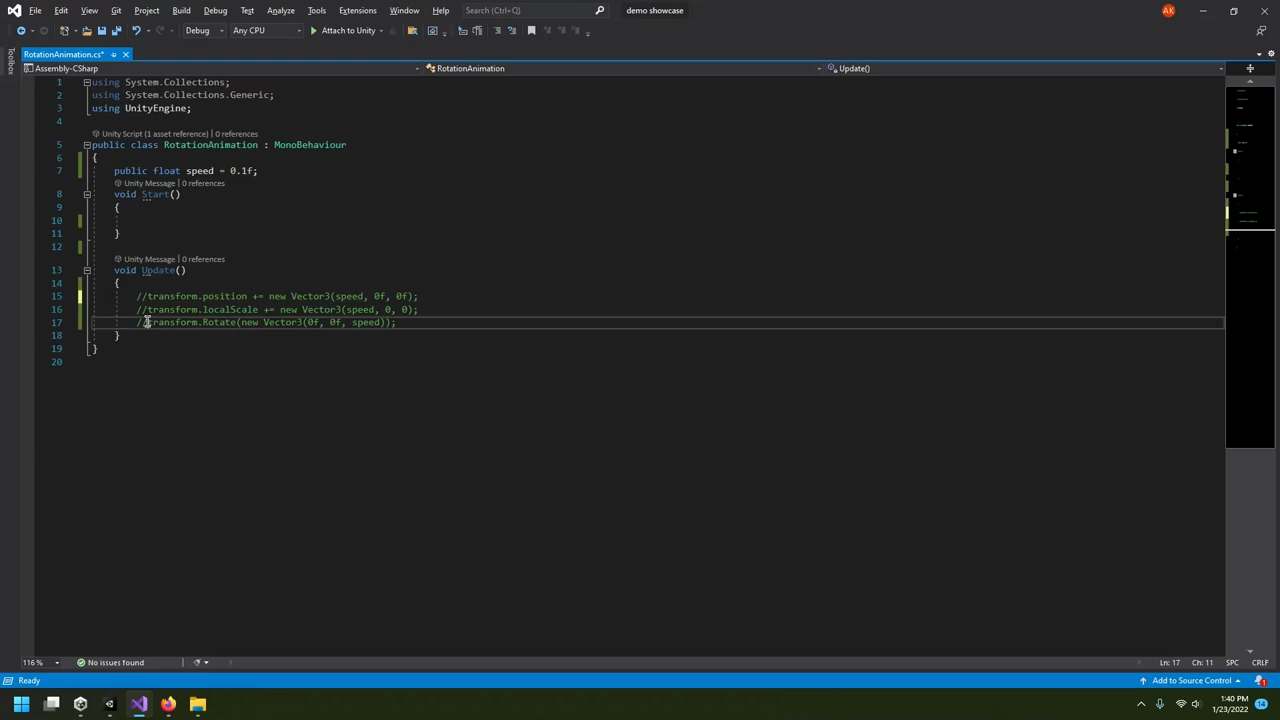 File Edit View Git Project Build Debug Test Analyze Tools Extensions Window Help Search (Ctrl+Q) demo showcase AK
Debug Any CPU Attach to Unity
RotationAnimation.cs*
Toolbox
Assembly-CSharp RotationAnimation Update()
1 using System.Collections;
2 using System.Collections.Generic;
3 using UnityEngine;
4
Unity Script (1 asset reference) | 0 references
5 public class RotationAnimation : MonoBehaviour
6 {
7 public float speed = 0.1f;
Unity Message | 0 references
8 void Start()
9 {
10
11 }
12
Unity Message | 0 references
13 void Update()
14 {
15 //transform.position += new Vector3(speed, 0f, 0f);
16 //transform.localScale += new Vector3(speed, 0, 0);
17 //transform.Rotate(new Vector3(0f, 0f, speed));
18 }
19 }
20
116 % No issues found Ln: 17 Ch: 11 SPC CRLF
Ready Add to Source Control 1
1:40 PM
1/23/2022 14